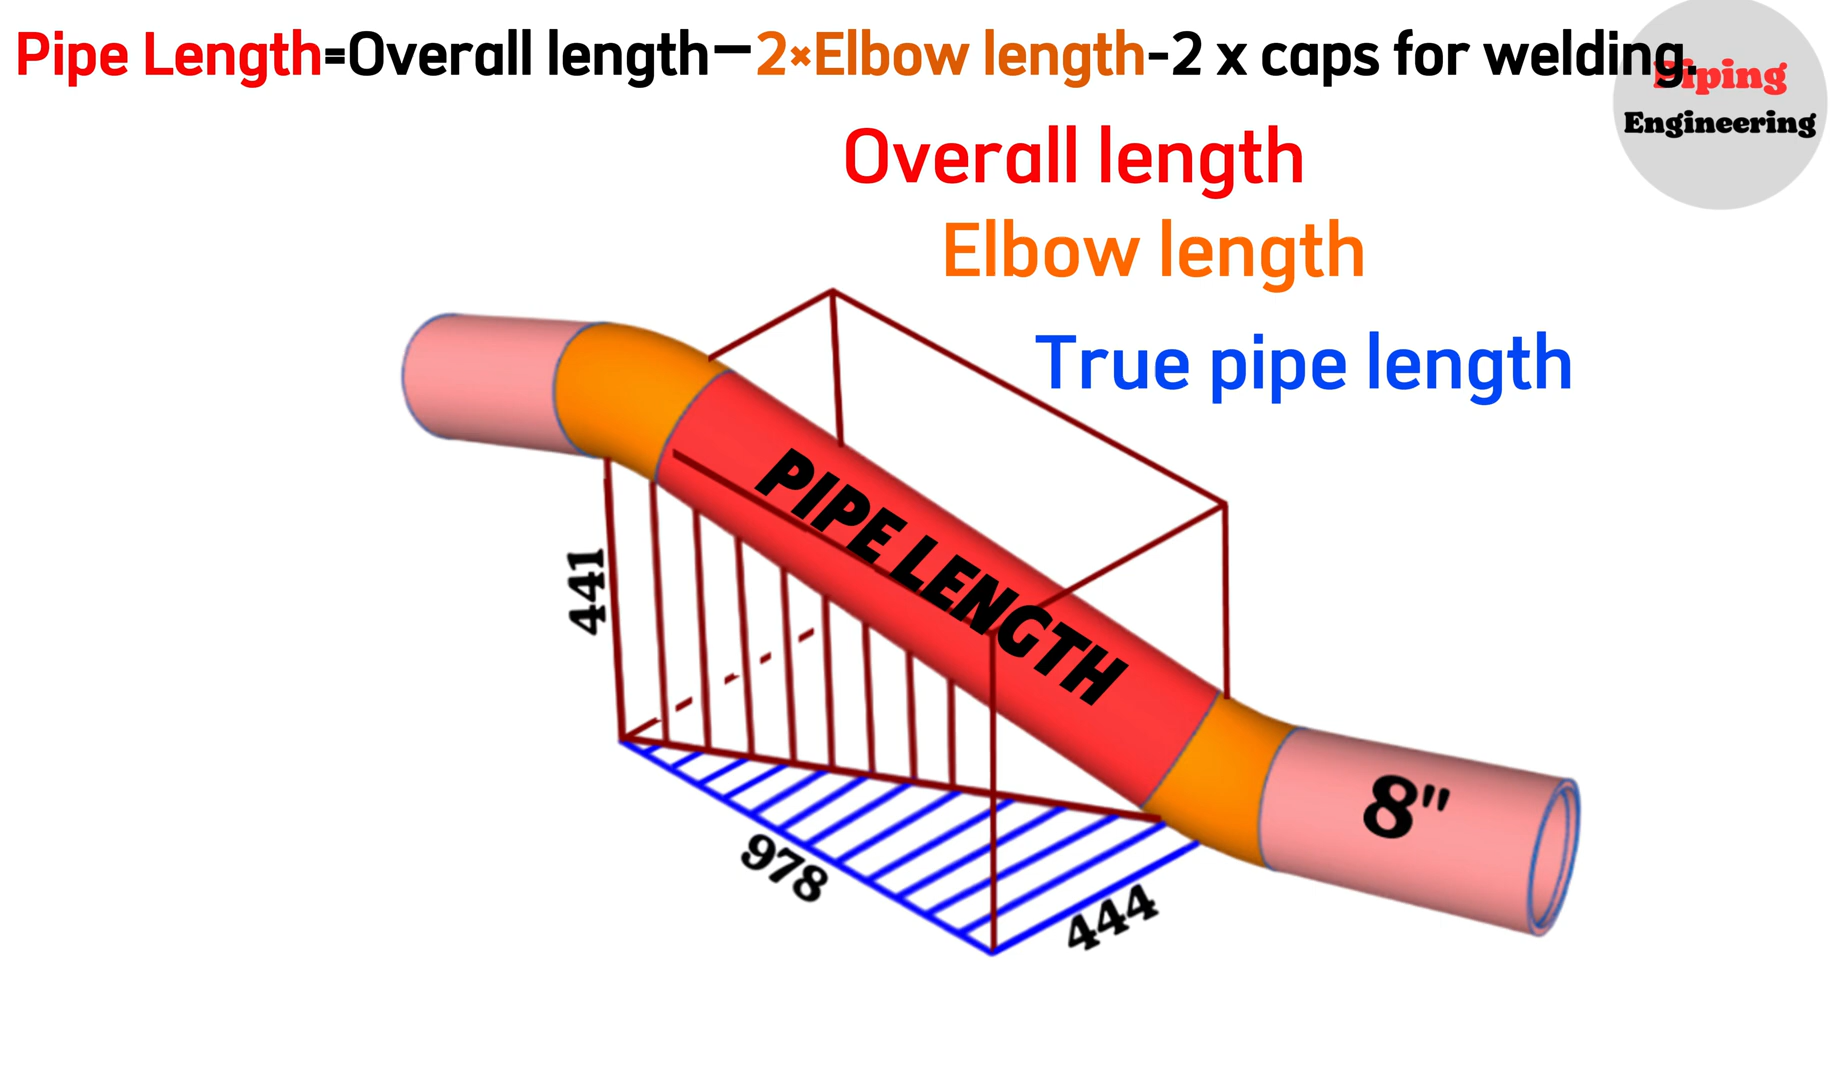 Pipe Length=Overall length−2×Elbow length-2 x caps for welding.
Piping
Engineering
Overall length
Elbow length
True pipe length
PIPE LENGTH
441
8"
978
444